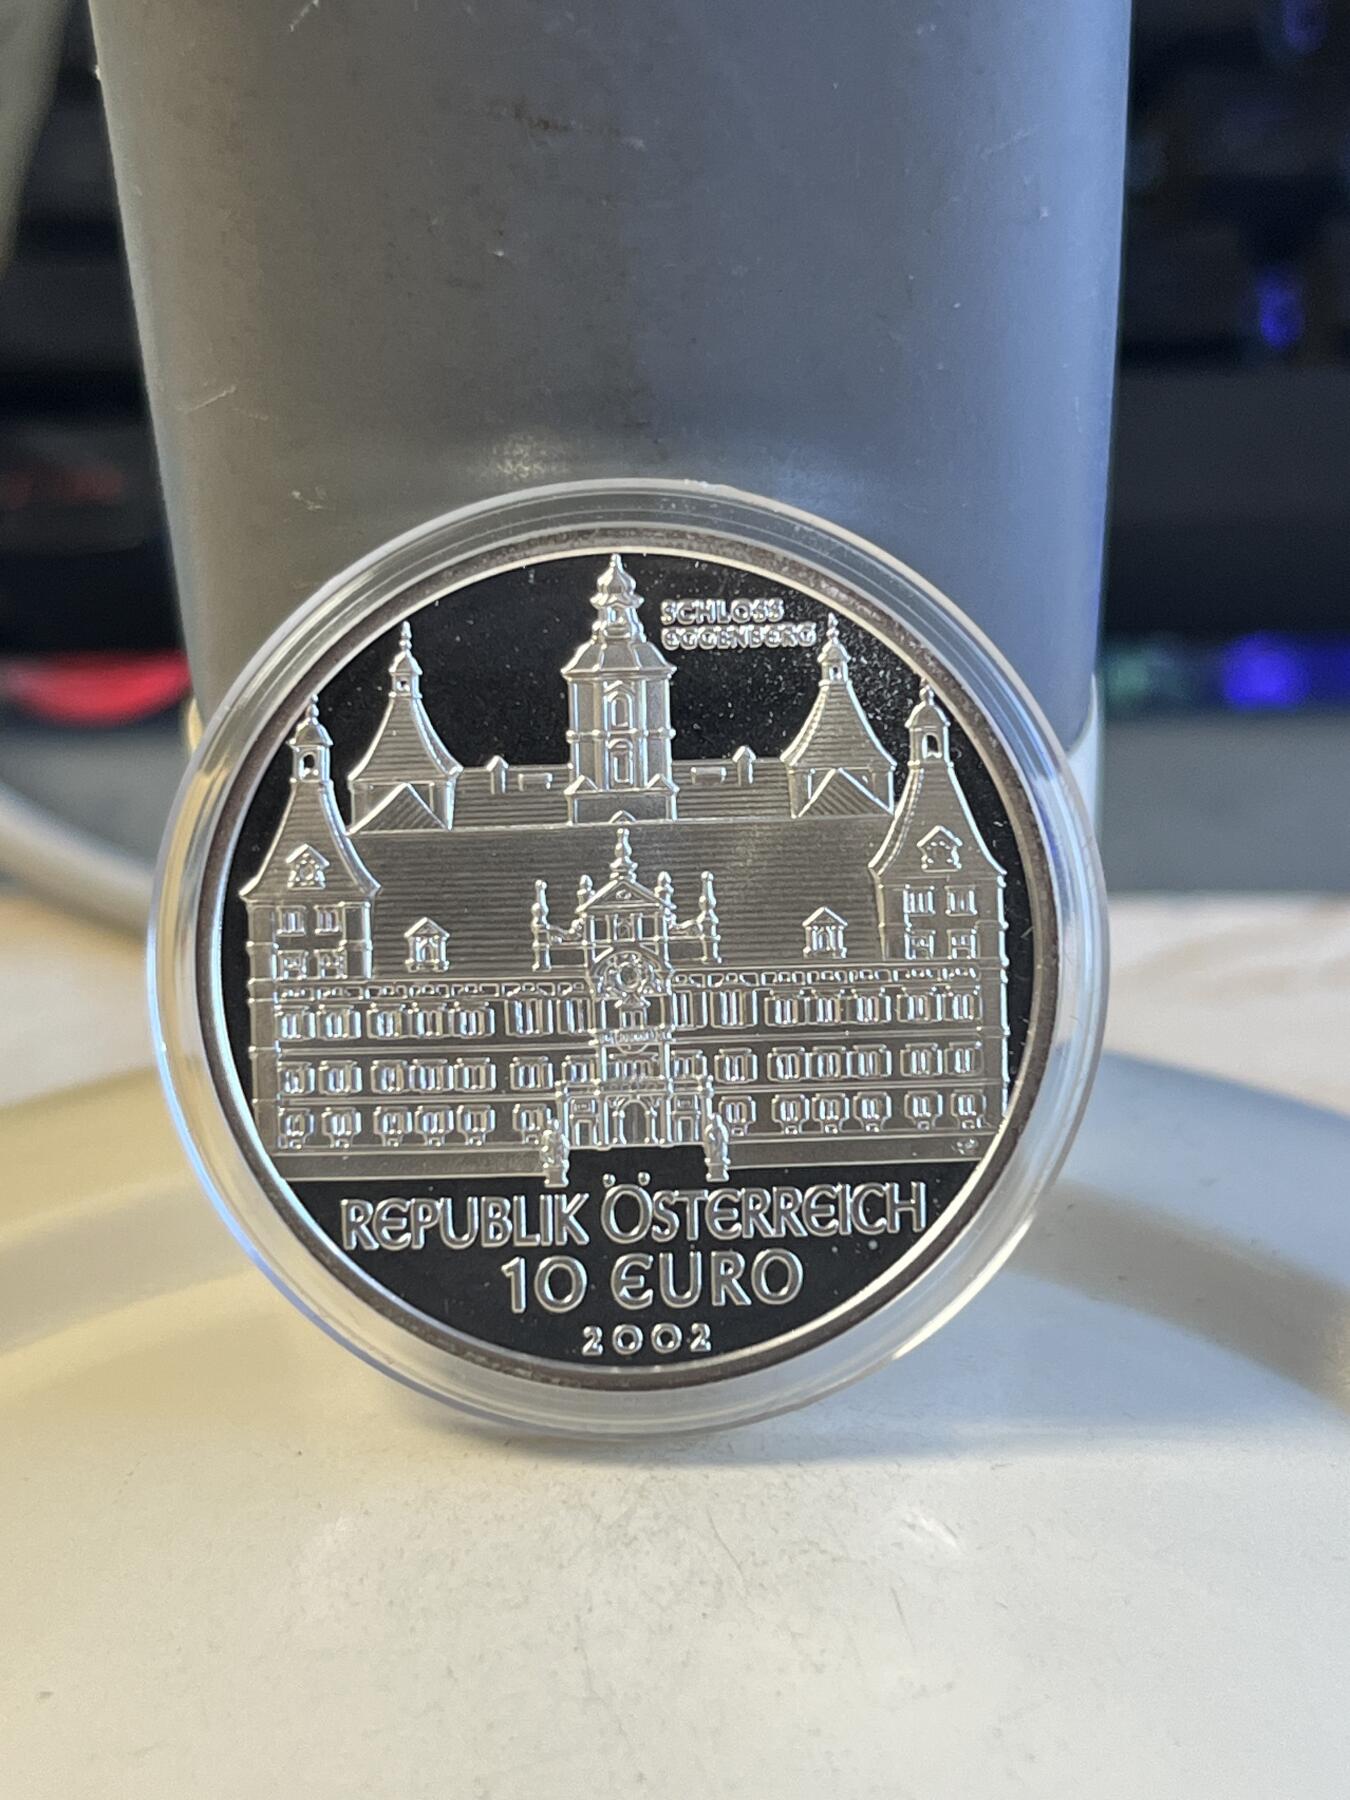 SCHLOSS
EGGENBERG
REPUBLIK ÖSTERREICH
10 EURO
2002